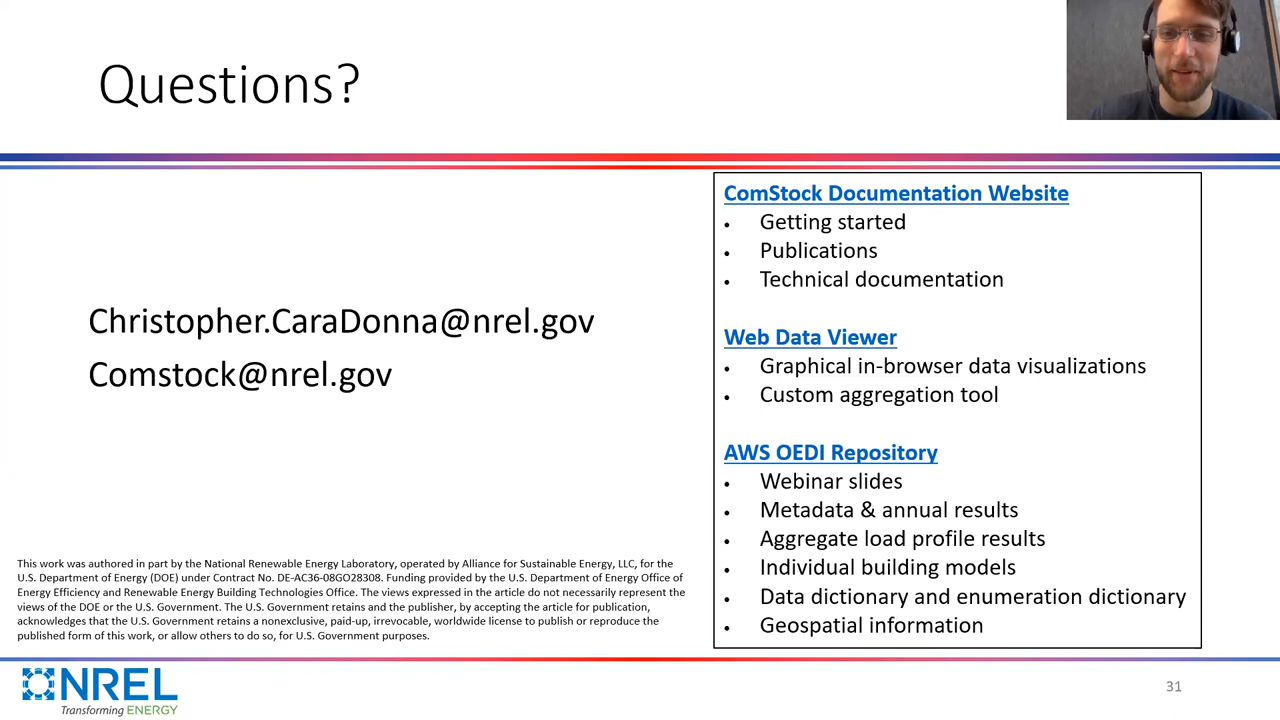 Questions?
Christopher.CaraDonna@nrel.gov
Comstock@nrel.gov
ComStock Documentation Website
• Getting started
• Publications
• Technical documentation
Web Data Viewer
• Graphical in-browser data visualizations
• Custom aggregation tool
AWS OEDI Repository
• Webinar slides
• Metadata & annual results
• Aggregate load profile results
• Individual building models
• Data dictionary and enumeration dictionary
• Geospatial information
This work was authored in part by the National Renewable Energy Laboratory, operated by Alliance for Sustainable Energy, LLC, for the
U.S. Department of Energy (DOE) under Contract No. DE-AC36-08GO28308. Funding provided by the U.S. Department of Energy Office of
Energy Efficiency and Renewable Energy Building Technologies Office. The views expressed in the article do not necessarily represent the
views of the DOE or the U.S. Government. The U.S. Government retains and the publisher, by accepting the article for publication,
acknowledges that the U.S. Government retains a nonexclusive, paid-up, irrevocable, worldwide license to publish or reproduce the
published form of this work, or allow others to do so, for U.S. Government purposes.
NREL
Transforming ENERGY
31